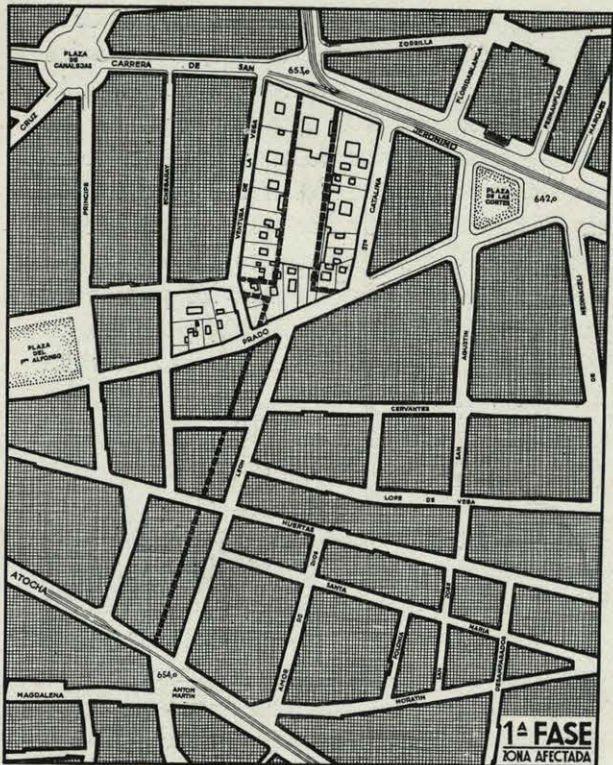 PLAZA
DE
CANALEJAS
CARRERA DE SAN
653,0
ZORRILLA
FLORIDABLANCA
FERNANFLOR
MARQUES
CRUZ
JERONIMO
PRINCIPE
ECHEGARAY
VENTURA DE LA VEGA
STA CATALINA
PLAZA
DE LAS
CORTES
642,0
MEDINACELI
DE
PLAZA
DEL
ALFONSO
PRADO
AGUSTIN
SAN
CERVANTES
LEON
LOPE DE VEGA
HUERTAS
ATOCHA
DIOS
DE
AMOR
SANTA
MARIA
JOSE
SAN
DESAMPARADOS
654,0
MAGDALENA
ANTON
MARTIN
MORATIN
1ª FASE
ZONA AFECTADA